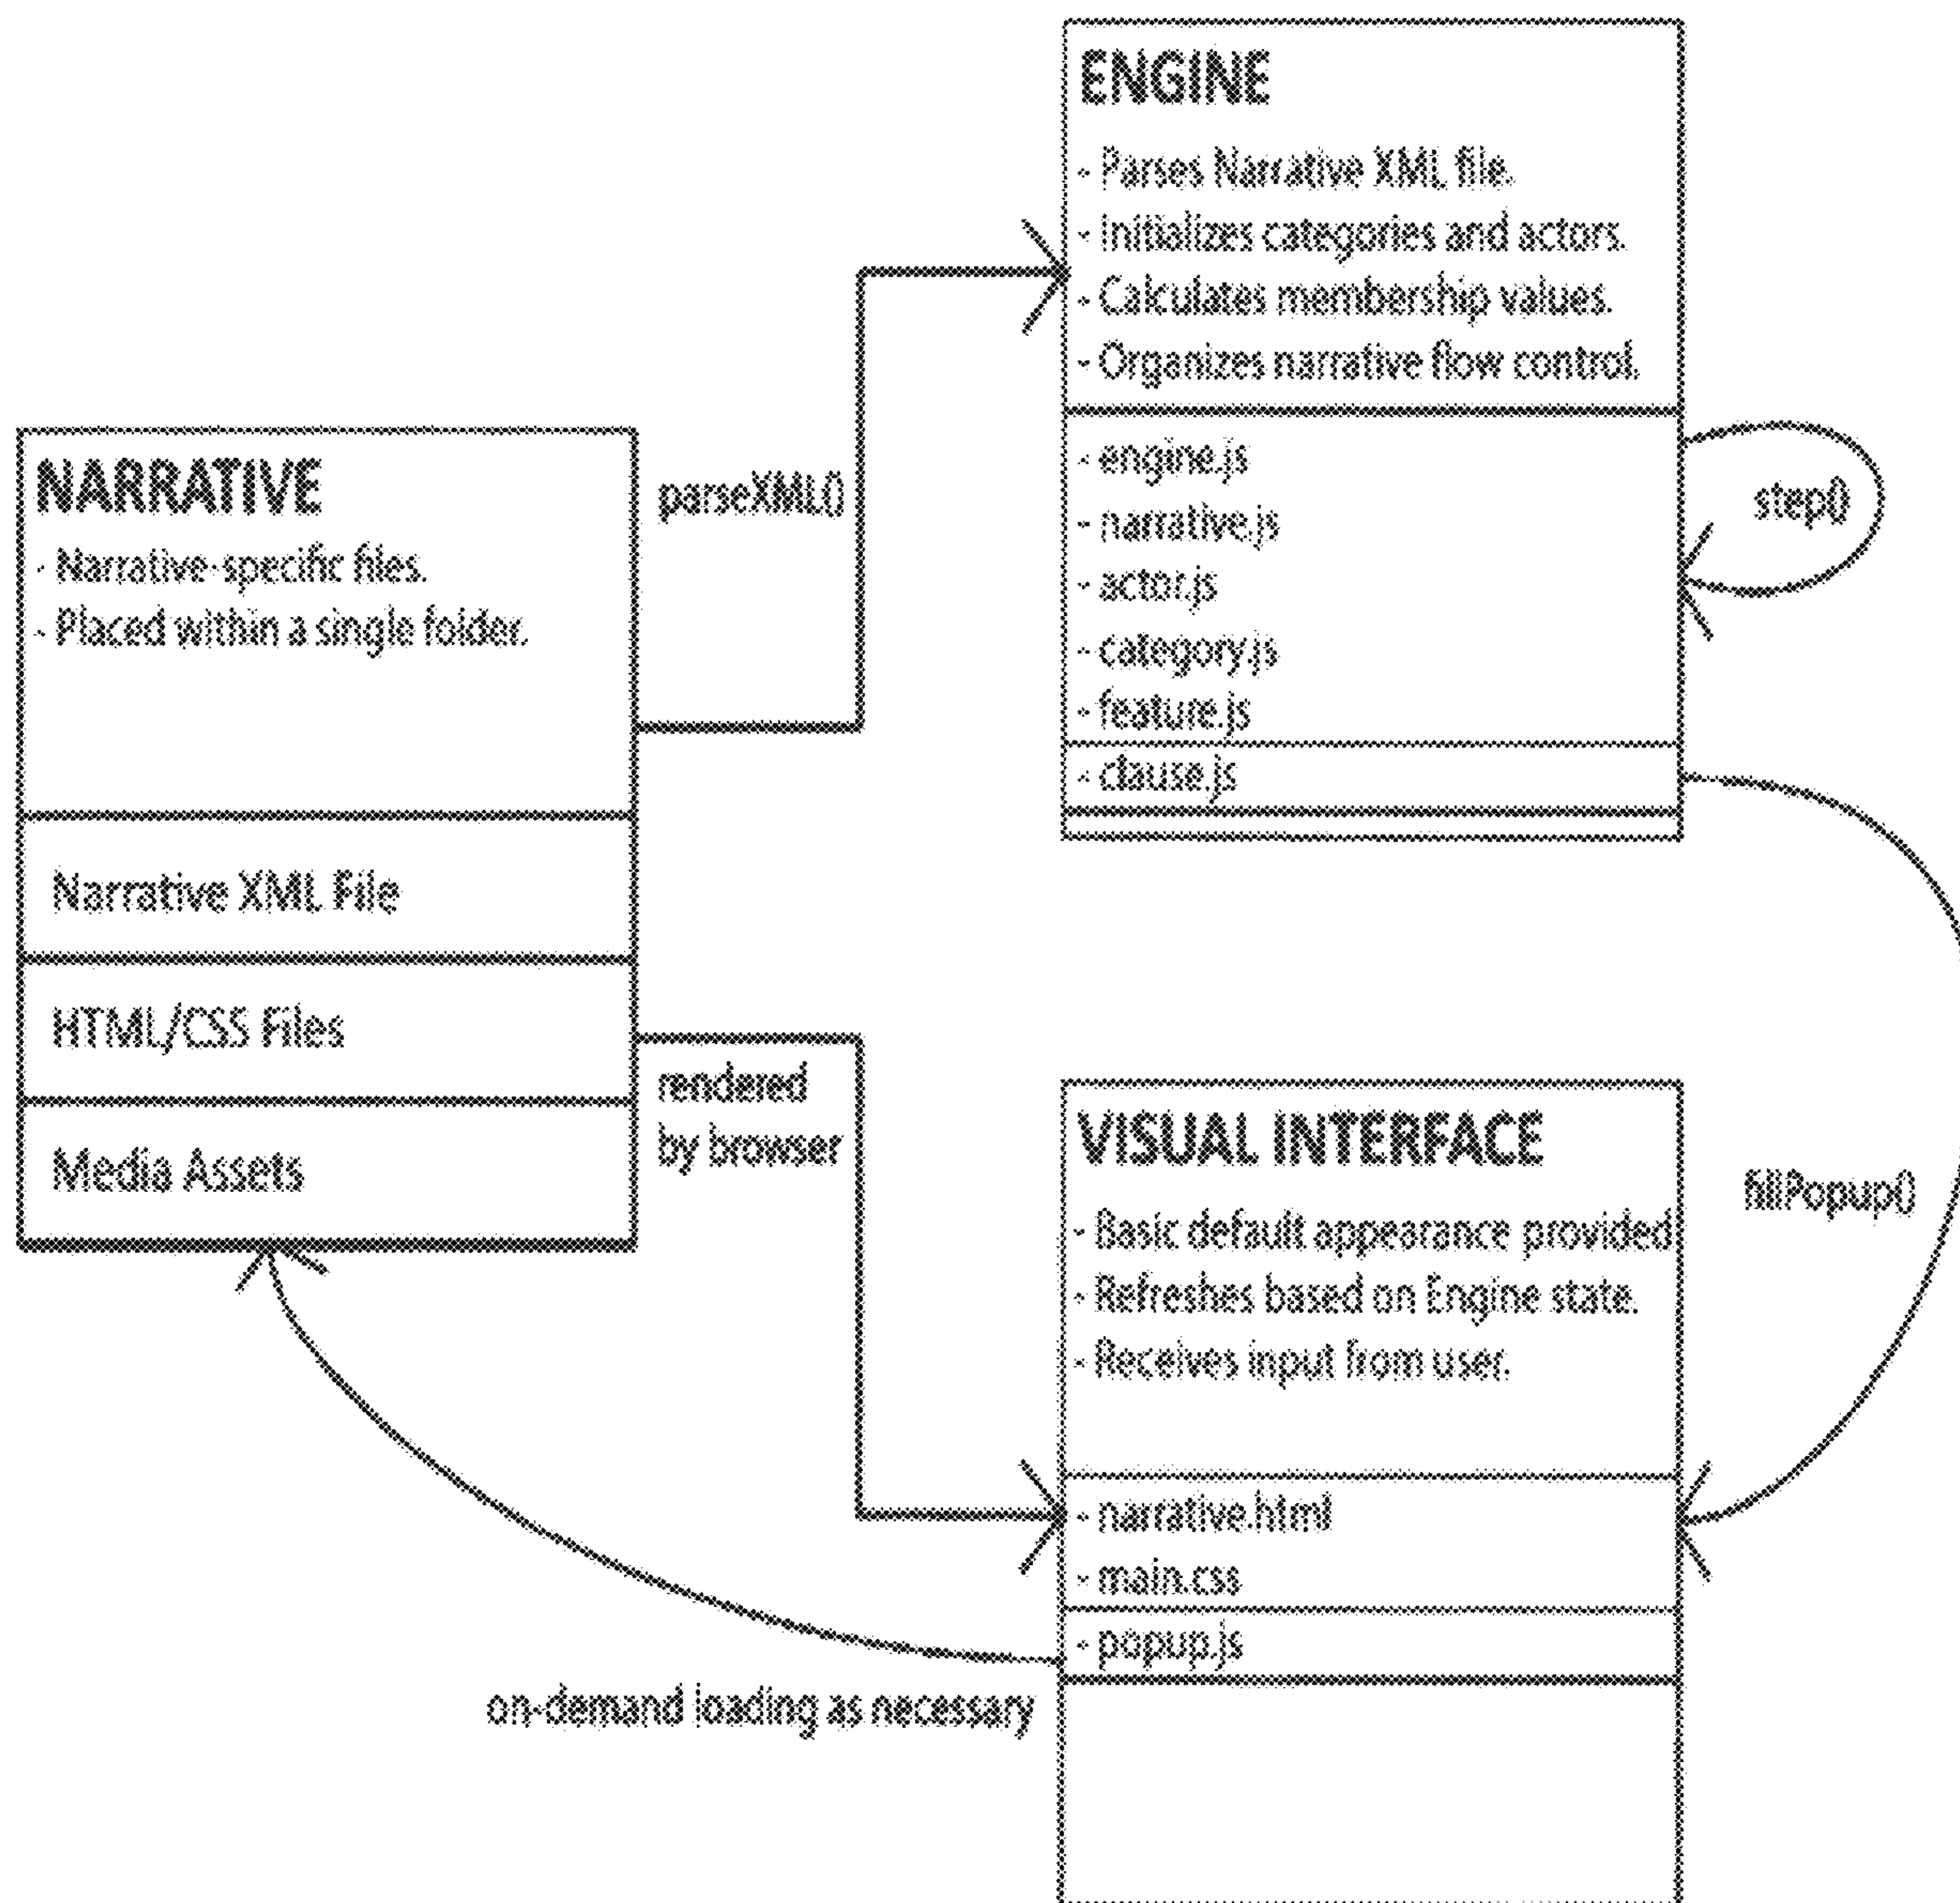 ENGINE
- Parses Narrative XML file.
- Initializes categories and actors.
- Calculates membership values.
- Organizes narrative flow control.
- engine.js
- narrative.js
- actor.js
- category.js
- feature.js
- clause.js
step()
NARRATIVE
- Narrative-specific files.
- Placed within a single folder.
Narrative XML File
HTML/CSS Files
Media Assets
parseXML()
rendered
by browser
VISUAL INTERFACE
- Basic default appearance provided
- Refreshes based on Engine state.
- Receives input from user.
- narrative.html
- main.css
- popup.js
fillPopup()
on-demand loading as necessary